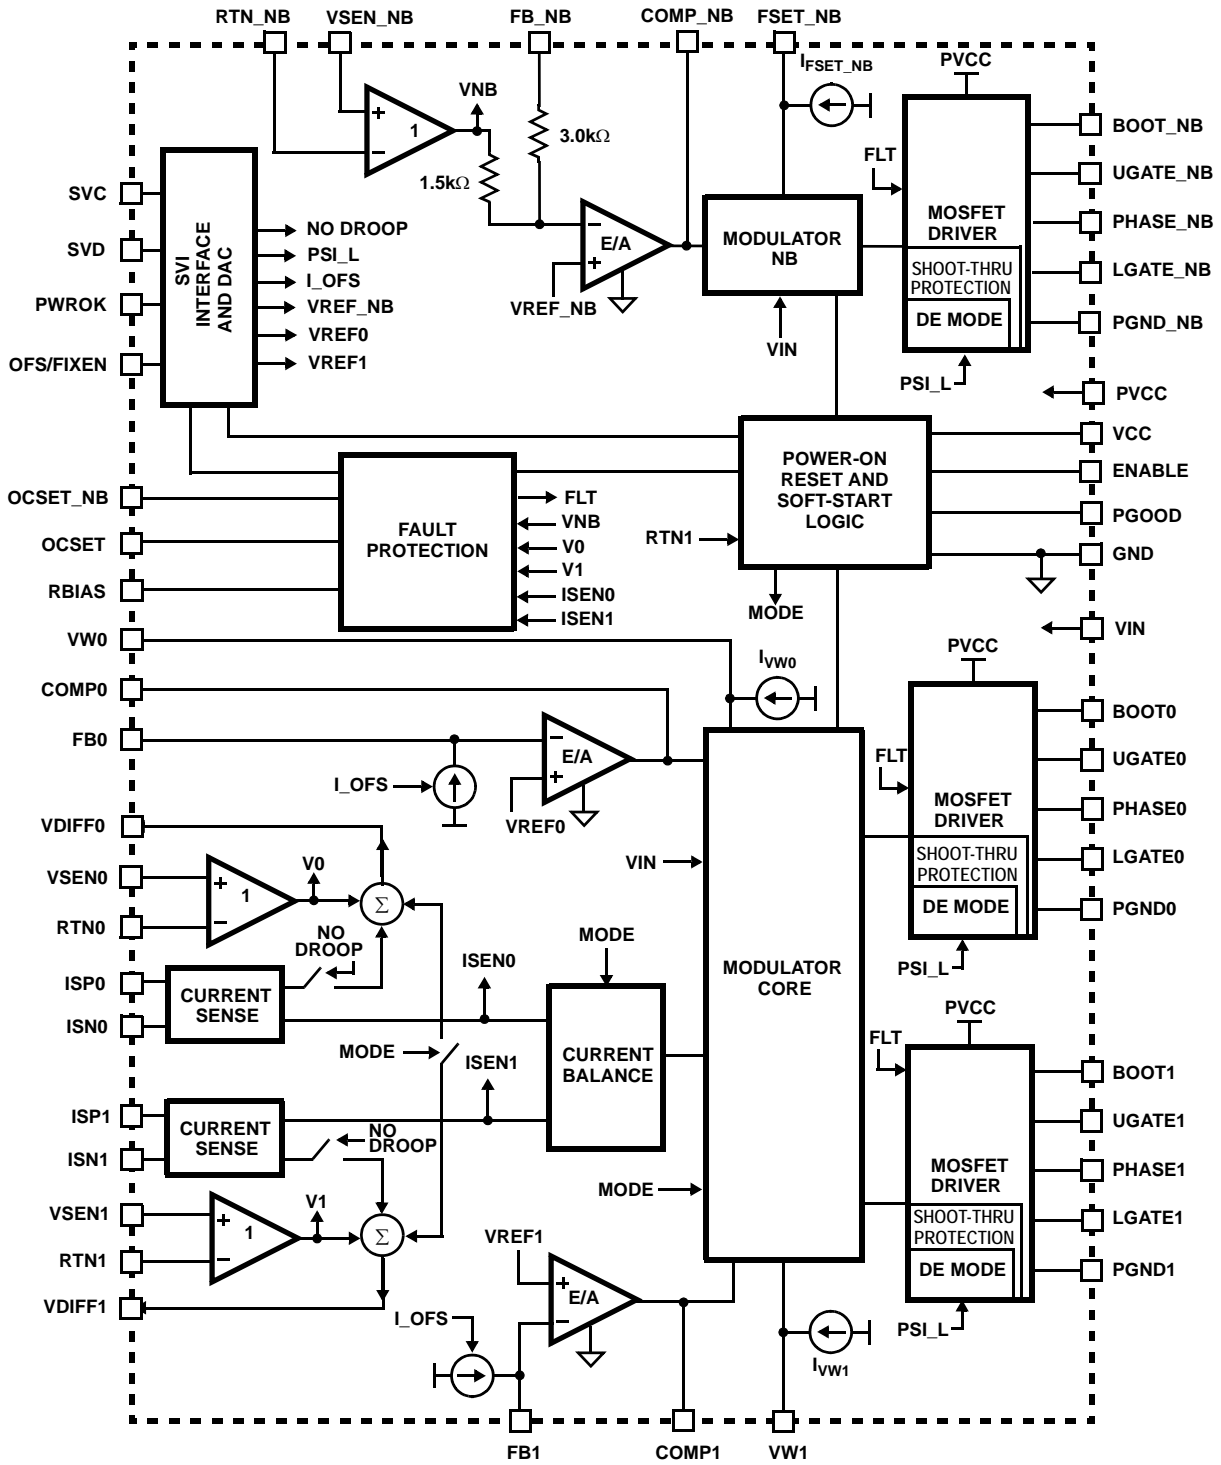 RTN_NB
VSEN_NB
FB_NB
COMP_NB
FSET_NB
IFSET_NB
PVCC
VNB
+
1
−
3.0kΩ
1.5kΩ
FLT
BOOT_NB
UGATE_NB
PHASE_NB
LGATE_NB
PGND_NB
MOSFET
DRIVER
SHOOT-THRU
PROTECTION
DE MODE
PSI_L
SVC
SVD
PWROK
OFS/FIXEN
SVI
INTERFACE
AND DAC
NO DROOP
PSI_L
I_OFS
VREF_NB
VREF0
VREF1
−
E/A
+
VREF_NB
MODULATOR
NB
VIN
PVCC
VCC
ENABLE
PGOOD
GND
VIN
POWER-ON
RESET AND
SOFT-START
LOGIC
RTN1
MODE
OCSET_NB
OCSET
RBIAS
FAULT
PROTECTION
FLT
VNB
V0
V1
ISEN0
ISEN1
VW0
COMP0
FB0
IVW0
PVCC
−
E/A
+
I_OFS
VREF0
FLT
MOSFET
DRIVER
SHOOT-THRU
PROTECTION
DE MODE
PSI_L
BOOT0
UGATE0
PHASE0
LGATE0
PGND0
VDIFF0
VSEN0
RTN0
+
1
−
V0
Σ
NO
DROOP
ISP0
ISN0
CURRENT
SENSE
ISEN0
MODE
VIN
MODULATOR
CORE
CURRENT
BALANCE
MODE
ISEN1
ISP1
ISN1
CURRENT
SENSE
NO
DROOP
MODE
PVCC
FLT
MOSFET
DRIVER
SHOOT-THRU
PROTECTION
DE MODE
PSI_L
BOOT1
UGATE1
PHASE1
LGATE1
PGND1
VSEN1
RTN1
VDIFF1
+
1
−
V1
Σ
VREF1
+
E/A
−
I_OFS
IVW1
FB1
COMP1
VW1